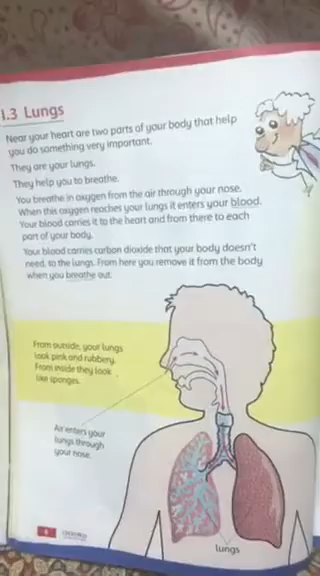 1.3 Lungs
Near your heart are two parts of your body that help
you do something very important.
They are your lungs.
They help you to breathe.
You breathe in oxygen from the air through your nose.
When this oxygen reaches your lungs it enters your blood.
Your blood carries it to the heart and from there to each
part of your body.
Your blood carries carbon dioxide that your body doesn't
need, to the lungs. From here you remove it from the body
when you breathe out.
From outside, your lungs
look pink and rubbery.
From inside they look
like sponges.
Air enters your
lungs through
your nose.
lungs